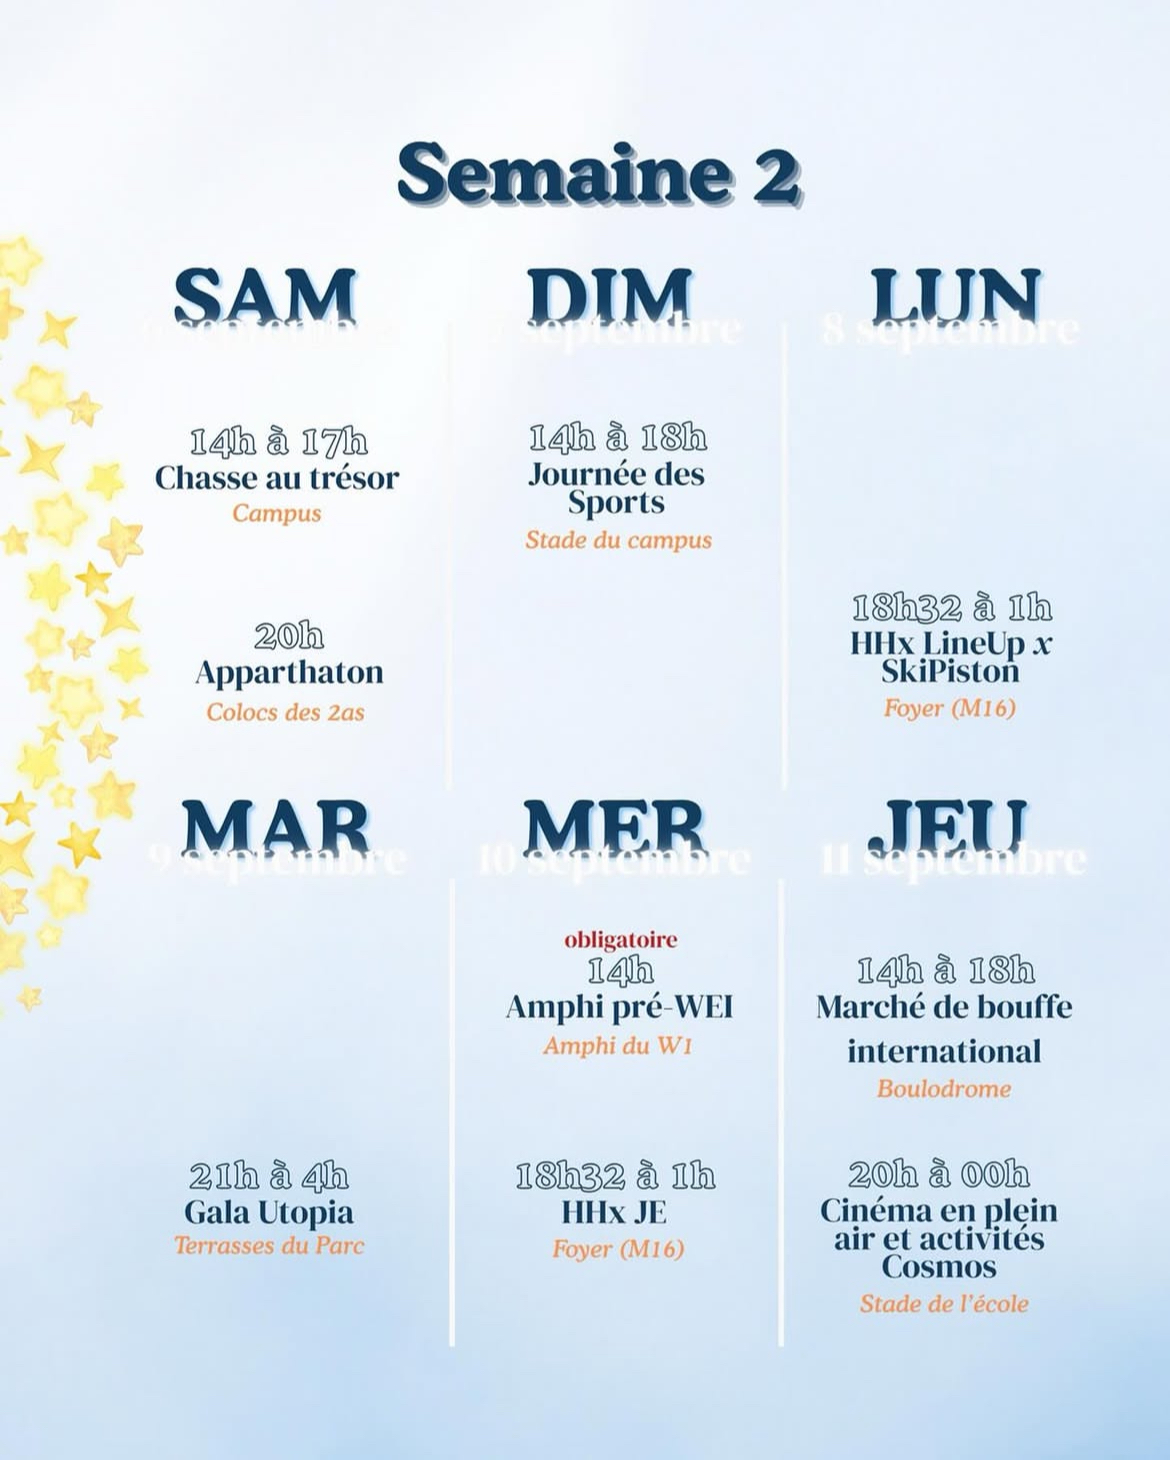 Semaine 2
SAM
6 septembre
14h à 17h
Chasse au trésor
Campus
20h
Apparthaton
Colocs des 2as
DIM
7 septembre
14h à 18h
Journée des
Sports
Stade du campus
LUN
8 septembre
18h32 à 1h
HHx LineUp x
SkiPiston
Foyer (M16)
MAR
9 septembre
21h à 4h
Gala Utopia
Terrasses du Parc
MER
10 septembre
obligatoire
14h
Amphi pré-WEI
Amphi du W1
18h32 à 1h
HHx JE
Foyer (M16)
JEU
11 septembre
14h à 18h
Marché de bouffe
international
Boulodrome
20h à 00h
Cinéma en plein
air et activités
Cosmos
Stade de l'école